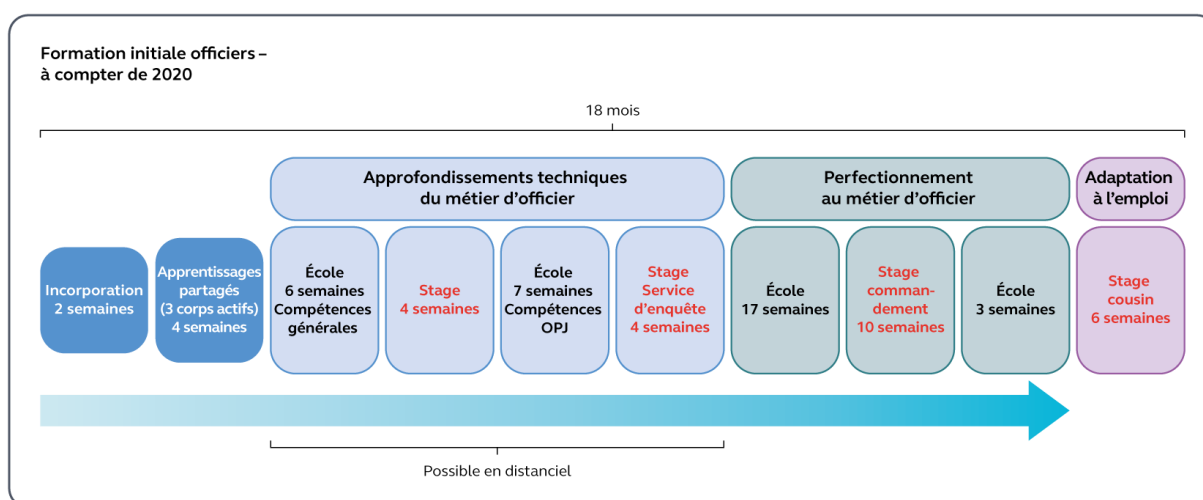 Formation initiale officiers –
à compter de 2020
18 mois
Approfondissements techniques
du métier d’officier
Perfectionnement
au métier d’officier
Adaptation
à l’emploi
Incorporation
2 semaines
Apprentissages
partagés
(3 corps actifs)
4 semaines
École
6 semaines
Compétences
générales
Stage
4 semaines
École
7 semaines
Compétences
OPJ
Stage
Service
d’enquête
4 semaines
École
17 semaines
Stage
comman-
dement
10 semaines
École
3 semaines
Stage
cousin
6 semaines
Possible en distanciel